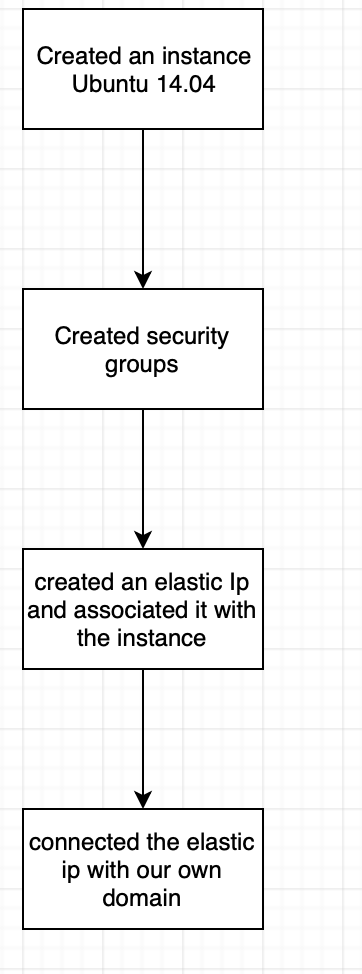 Created an instance
Ubuntu 14.04
Created security
groups
created an elastic Ip
and associated it with
the instance
connected the elastic
ip with our own
domain